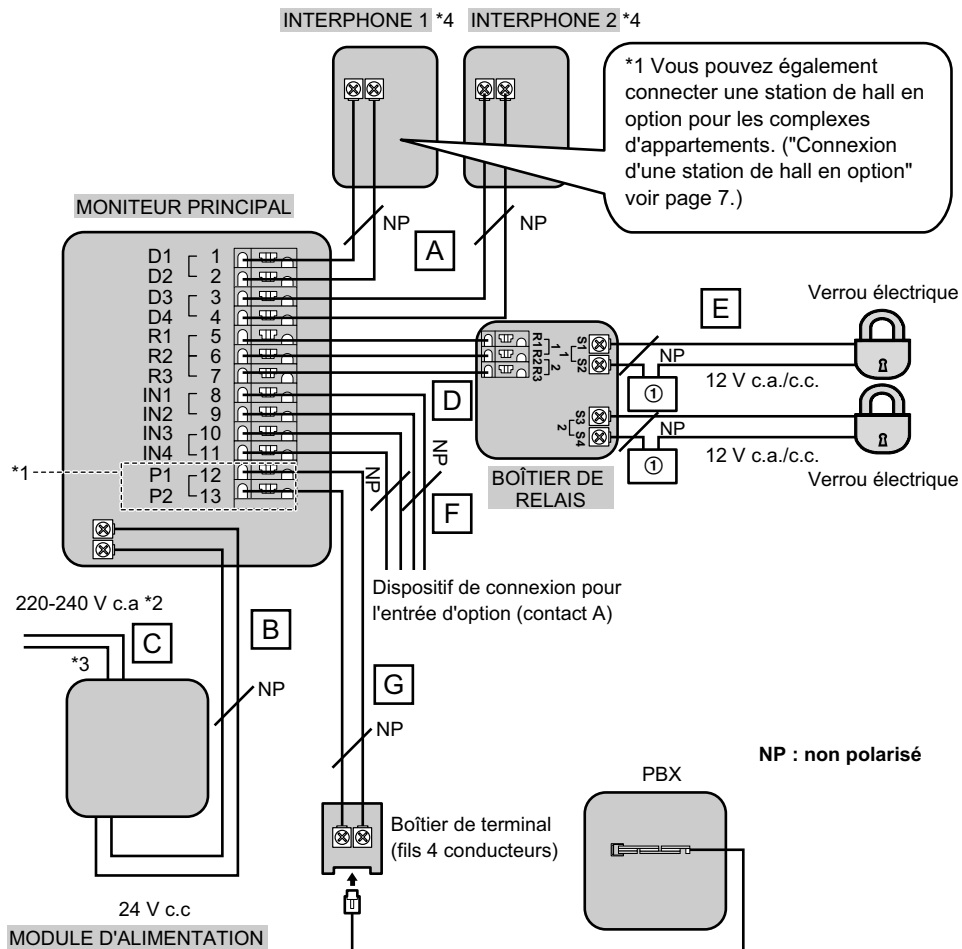 INTERPHONE 1 *4
INTERPHONE 2 *4
*1 Vous pouvez également
connecter une station de hall en
option pour les complexes
d'appartements. ("Connexion
d'une station de hall en option"
voir page 7.)
MONITEUR PRINCIPAL
NP
A
NP
D1 1
D2 2
D3 3
D4 4
R1 5
R2 6
R3 7
IN1 8
IN2 9
IN3 10
IN4 11
P1 12
P2 13
*1
R1
R2
R3
1
2
1
2
S1
S2
S3
S4
D
BOÎTIER DE
RELAIS
E
Verrou électrique
NP
①
12 V c.a./c.c.
NP
①
12 V c.a./c.c.
Verrou électrique
NP
NP
F
Dispositif de connexion pour
l'entrée d'option (contact A)
220-240 V c.a *2
C
*3
B
NP
G
NP
NP : non polarisé
PBX
Boîtier de terminal
(fils 4 conducteurs)
24 V c.c
MODULE D'ALIMENTATION